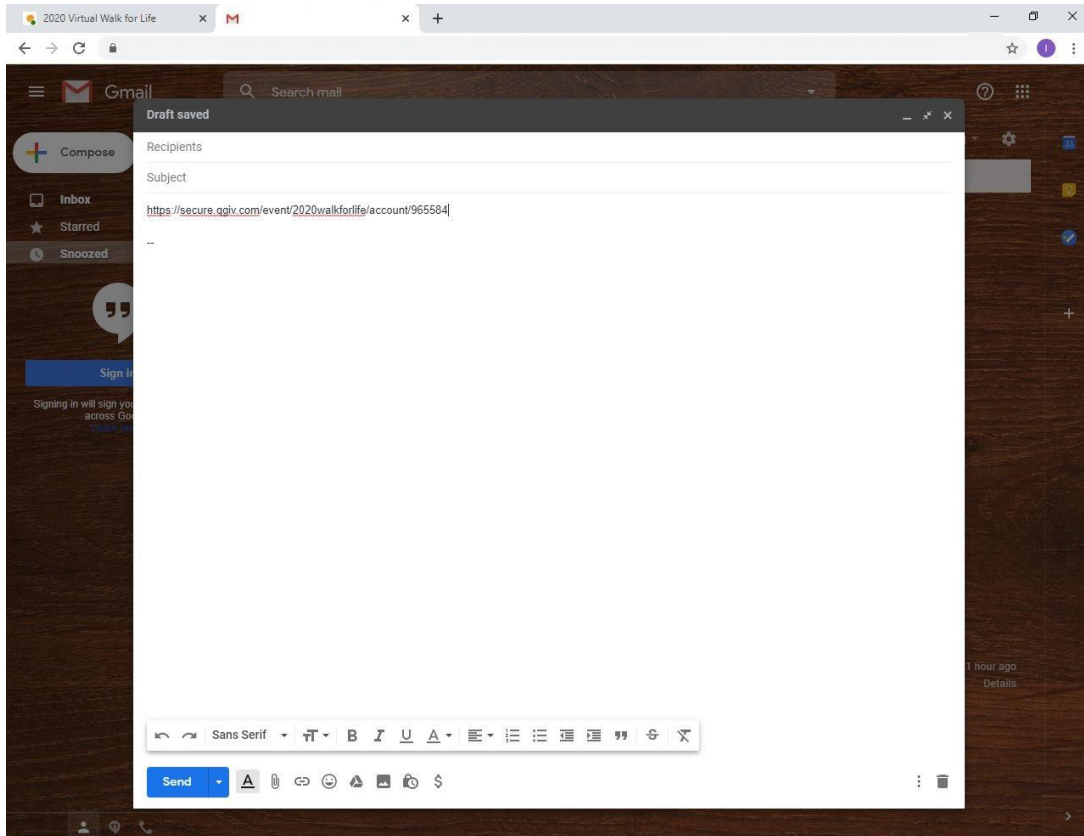 2020 Virtual Walk for Life
Gmail
Search mail
Draft saved
Compose
Recipients
Subject
Inbox
https://secure.qgiv.com/event/2020walkforlife/account/965584
Starred
--
Snoozed
31
Sign in
Signing in will sign you
across Goo
1 hour ago
Details
Sans Serif
B I U A
Send
A
$